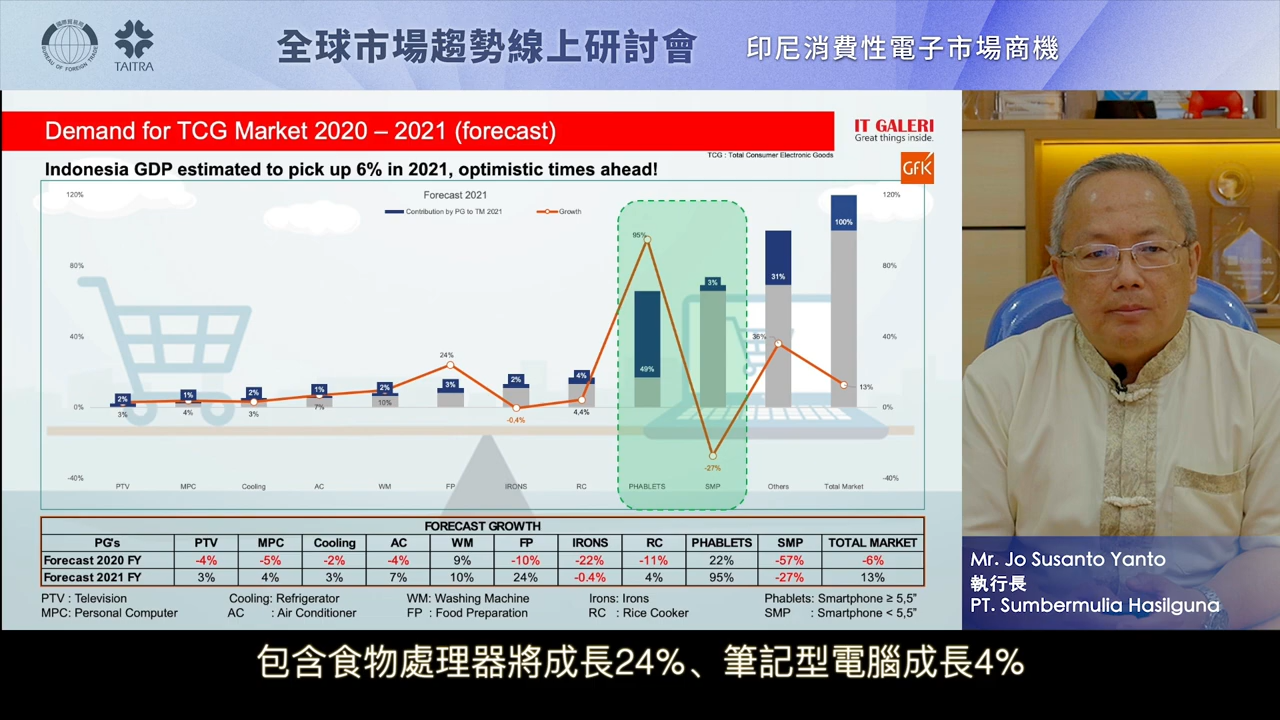 全球市場趨勢線上研討會
印尼消費性電子市場商機
BUREAU OF FOREIGN TRADE
TAITRA
Demand for TCG Market 2020 – 2021 (forecast)
IT GALERI
Great things inside.
TCG : Total Consumer Electronic Goods
GFK
Indonesia GDP estimated to pick up 6% in 2021, optimistic times ahead!
Forecast 2021
Contribution by PG to TM 2021
Growth
120% 120%
80% 80%
40% 40%
0% 0%
-40% -40%
2% 1% 2% 1% 2% 3% 2% 4% 49% 3% 31% 100%
3% 4% 3% 7% 10% 24% -0.4% 4,4% 95% -27% 36% 13%
PTV MPC Cooling AC WM FP IRONS RC PHABLETS SMP Others Total Market
FORECAST GROWTH
PG's PTV MPC Cooling AC WM FP IRONS RC PHABLETS SMP TOTAL MARKET
Forecast 2020 FY -4% -5% -2% -4% 9% -10% -22% -11% 22% -57% -6%
Forecast 2021 FY 3% 4% 3% 7% 10% 24% -0.4% 4% 95% -27% 13%
PTV : Television Cooling: Refrigerator WM: Washing Machine Irons: Irons Phablets: Smartphone ≥ 5,5”
MPC: Personal Computer AC : Air Conditioner FP : Food Preparation RC : Rice Cooker SMP : Smartphone < 5,5”
Mr. Jo Susanto Yanto
執行長
PT. Sumbermulia Hasilguna
包含食物處理器將成長24%、筆記型電腦成長4%